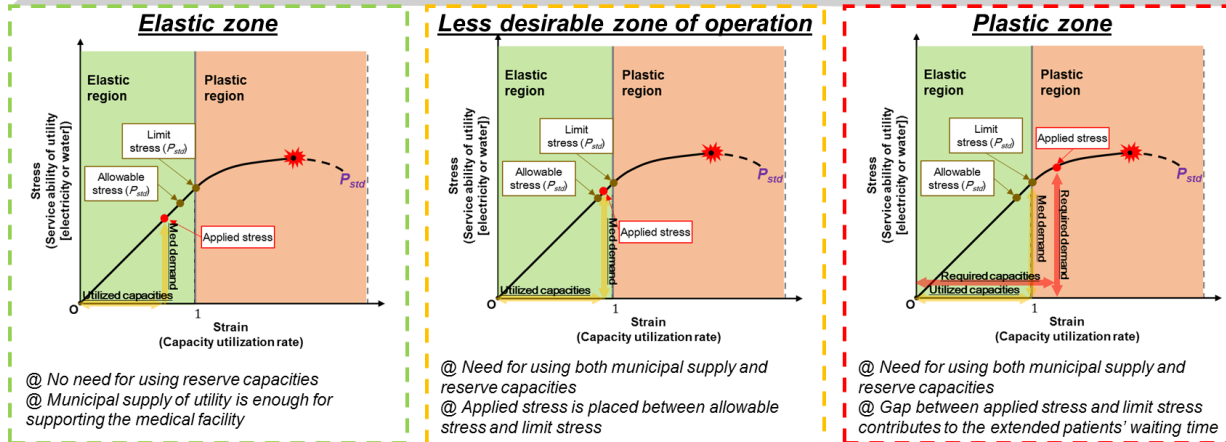 Elastic zone
Stress
(Service ability of utility
[electricity or water])
Elastic
region
Plastic
region
Limit
stress (Pstd)
Allowable
stress (Pstd)
Pstd
Applied stress
Med demand
Utilized capacities
O
1
Strain
(Capacity utilization rate)
@ No need for using reserve capacities
@ Municipal supply of utility is enough for
supporting the medical facility
Less desirable zone of operation
Stress
(Service ability of utility
[electricity or water])
Elastic
region
Plastic
region
Limit
stress (Pstd)
Allowable
stress (Pstd)
Pstd
Applied stress
Med demand
Utilized capacities
O
1
Strain
(Capacity utilization rate)
@ Need for using both municipal supply and
reserve capacities
@ Applied stress is placed between allowable
stress and limit stress
Plastic zone
Stress
(Service ability of utility
[electricity or water])
Elastic
region
Plastic
region
Limit
stress (Pstd)
Applied stress
Allowable
stress (Pstd)
Pstd
Med demand
Required demand
Required capacities
Utilized capacities
O
1
Strain
(Capacity utilization rate)
@ Need for using both municipal supply and
reserve capacities
@ Gap between applied stress and limit stress
contributes to the extended patients' waiting time